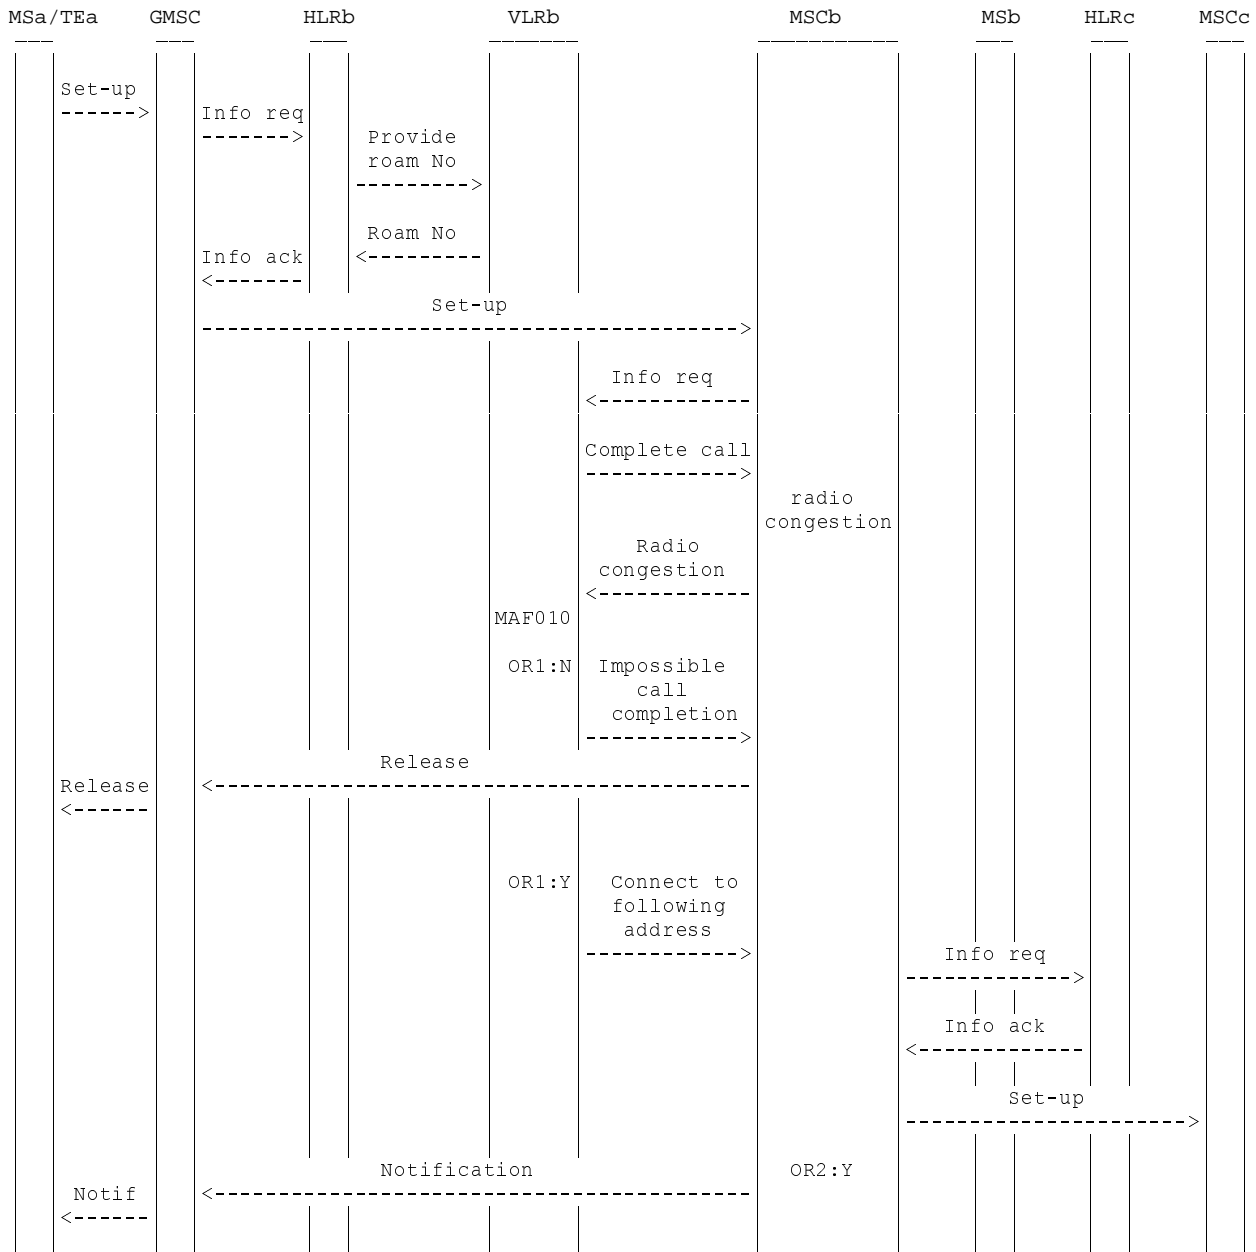 MSa/TEa GMSC HLRb VLRb MSCb MSb HLRc MSCc
Set-up
Info req
Provide
roam No
Roam No
Info ack
Set-up
Info req
Complete call
radio
congestion
Radio
congestion
MAF010
OR1:N Impossible
call
completion
Release
Release
OR1:Y Connect to
following
address
Info req
Info ack
Set-up
Notification OR2:Y
Notif